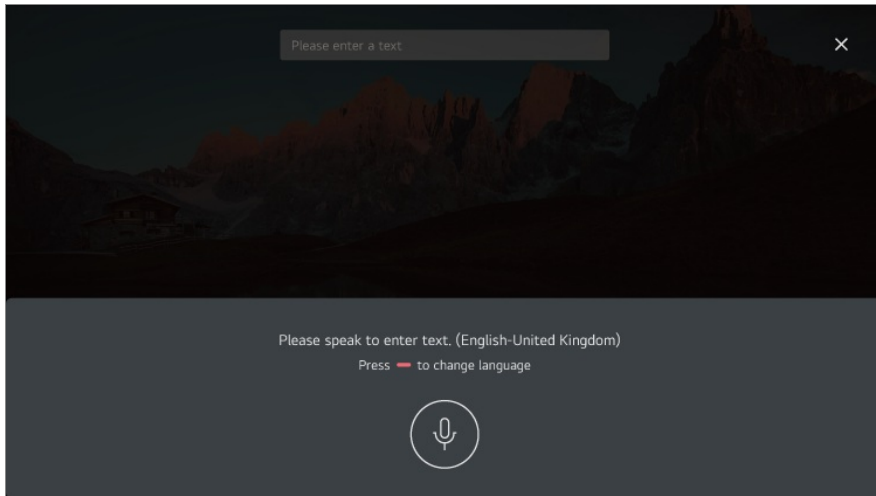 Please enter a text
Please speak to enter text. (English-United Kingdom)
Press to change language